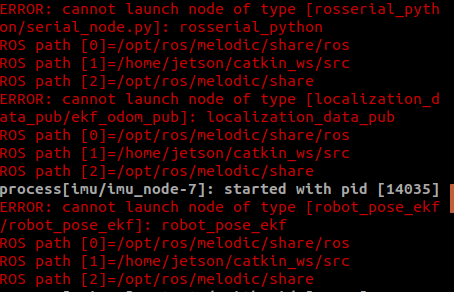 ERROR: cannot launch node of type [rosserial_pyth
on/serial_node.py]: rosserial_python
ROS path [0]=/opt/ros/melodic/share/ros
ROS path [1]=/home/jetson/catkin_ws/src
ROS path [2]=/opt/ros/melodic/share
ERROR: cannot launch node of type [localization_d
ata_pub/ekf_odom_pub]: localization_data_pub
ROS path [0]=/opt/ros/melodic/share/ros
ROS path [1]=/home/jetson/catkin_ws/src
ROS path [2]=/opt/ros/melodic/share
process[imu/imu_node-7]: started with pid [14035]
ERROR: cannot launch node of type [robot_pose_ekf
/robot_pose_ekf]: robot_pose_ekf
ROS path [0]=/opt/ros/melodic/share/ros
ROS path [1]=/home/jetson/catkin_ws/src
ROS path [2]=/opt/ros/melodic/share